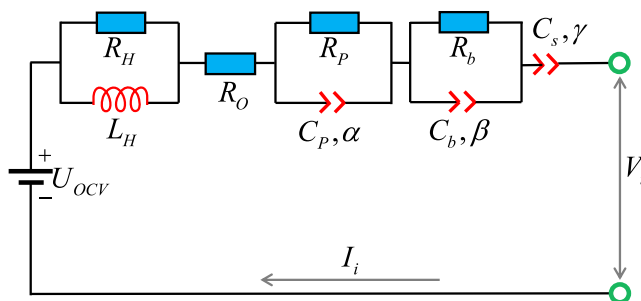 R_H
L_H
R_O
R_P
C_P, α
R_b
C_b, β
C_s, γ
+
U_OCV
−
I_i